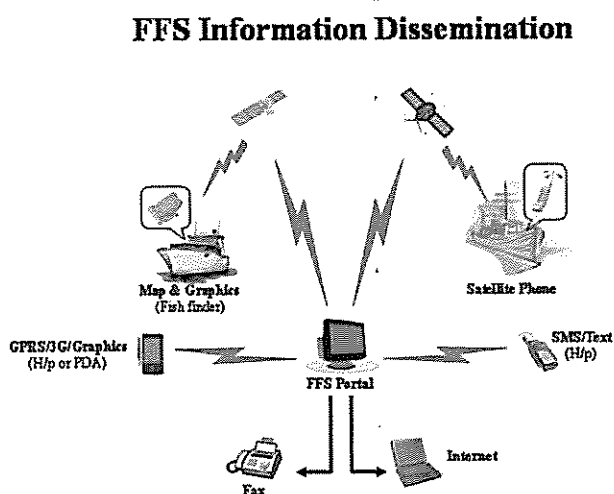 FFS Information Dissemination
Map & Graphics
(Fish finder)
Satellite Phone
GPRS/3G/Graphics
(H/p or PDA)
SMS/Text
(H/p)
FFS Portal
Internet
Fax